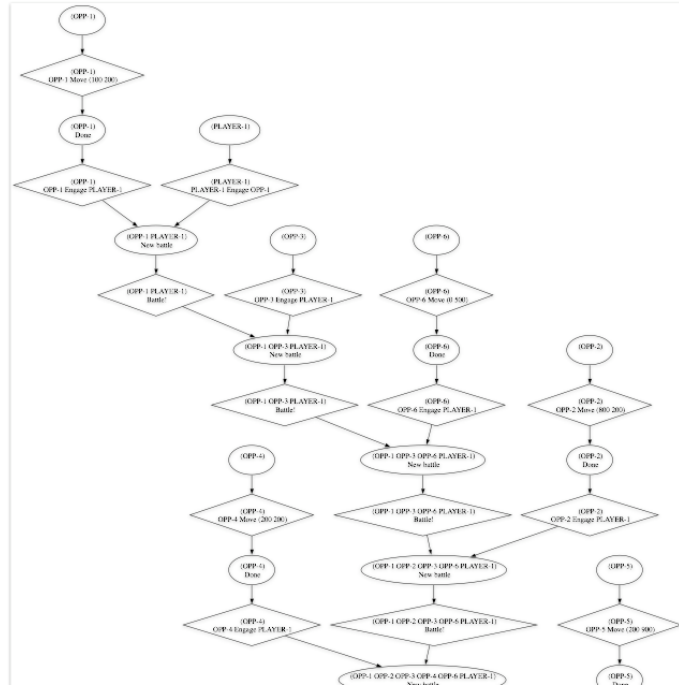 (OPP-1)
(OPP-1)
OPP-1 Move (100 200)
(OPP-1)
Done
(PLAYER-1)
(OPP-1)
OPP-1 Engage PLAYER-1
(PLAYER-1)
PLAYER-1 Engage OPP-1
(OPP-1 PLAYER-1)
New battle
(OPP-3)
(OPP-6)
(OPP-1 PLAYER-1)
Battle!
(OPP-3)
OPP-3 Engage PLAYER-1
(OPP-6)
OPP-6 Move (0 500)
(OPP-1 OPP-3 PLAYER-1)
New battle
(OPP-6)
Done
(OPP-2)
(OPP-1 OPP-3 PLAYER-1)
Battle!
(OPP-6)
OPP-6 Engage PLAYER-1
(OPP-2)
OPP-2 Move (800 200)
(OPP-4)
(OPP-1 OPP-3 OPP-6 PLAYER-1)
New battle
(OPP-2)
Done
(OPP-4)
OPP-4 Move (200 200)
(OPP-1 OPP-3 OPP-6 PLAYER-1)
Battle!
(OPP-2)
OPP-2 Engage PLAYER-1
(OPP-4)
Done
(OPP-1 OPP-2 OPP-3 OPP-6 PLAYER-1)
New battle
(OPP-5)
(OPP-4)
OPP-4 Engage PLAYER-1
(OPP-1 OPP-2 OPP-3 OPP-6 PLAYER-1)
Battle!
(OPP-5)
OPP-5 Move (200 900)
(OPP-1 OPP-2 OPP-3 OPP-4 OPP-6 PLAYER-1)
New battle
(OPP-5)
Done